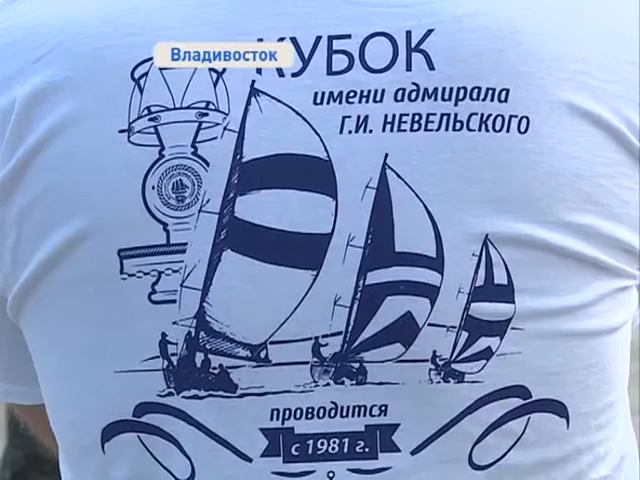 Владивосток
КУБОК
имени адмирала
Г.И. НЕВЕЛЬСКОГО
проводится
с 1981 г.